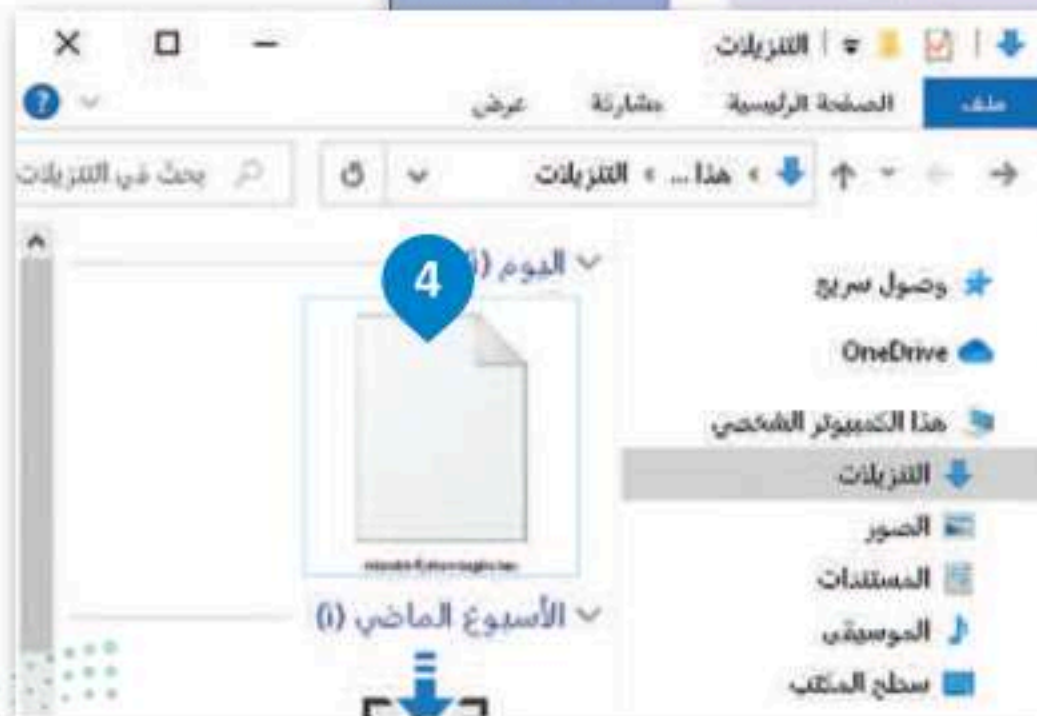 التنزيلات
ملف الصفحة الرئيسية مشاركة عرض
هذا ... التنزيلات
بحث في التنزيلات
وصول سريع
OneDrive
هذا الكمبيوتر الشخصي
التنزيلات
الصور
المستندات
الموسيقى
سطح المكتب
اليوم
4
الأسبوع الماضي (١)